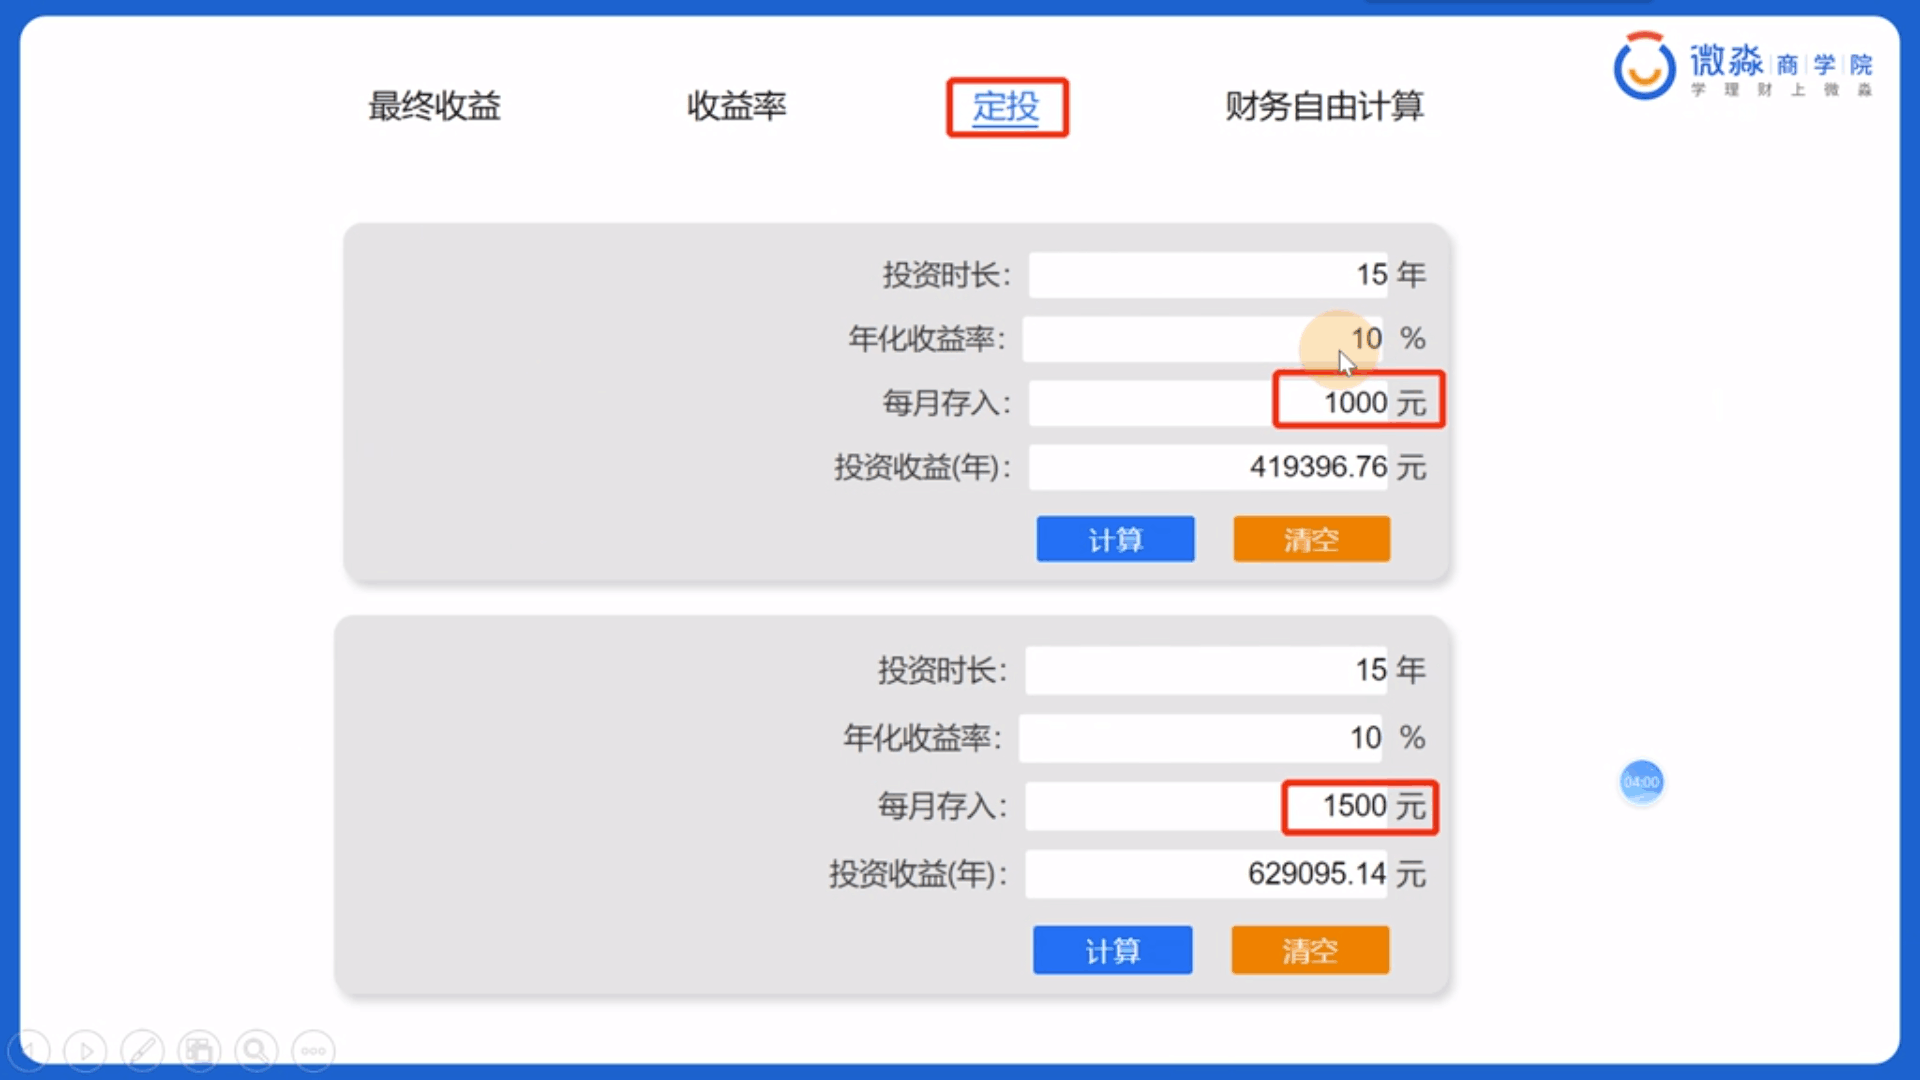 微淼 商 学 院
学 理 财 上 微 淼
最终收益 收益率 定投 财务自由计算
投资时长： 15 年
年化收益率： 10 %
每月存入： 1000 元
投资收益(年)： 419396.76 元
计算 清空
投资时长： 15 年
年化收益率： 10 %
每月存入： 1500 元
04:00
投资收益(年)： 629095.14 元
计算 清空